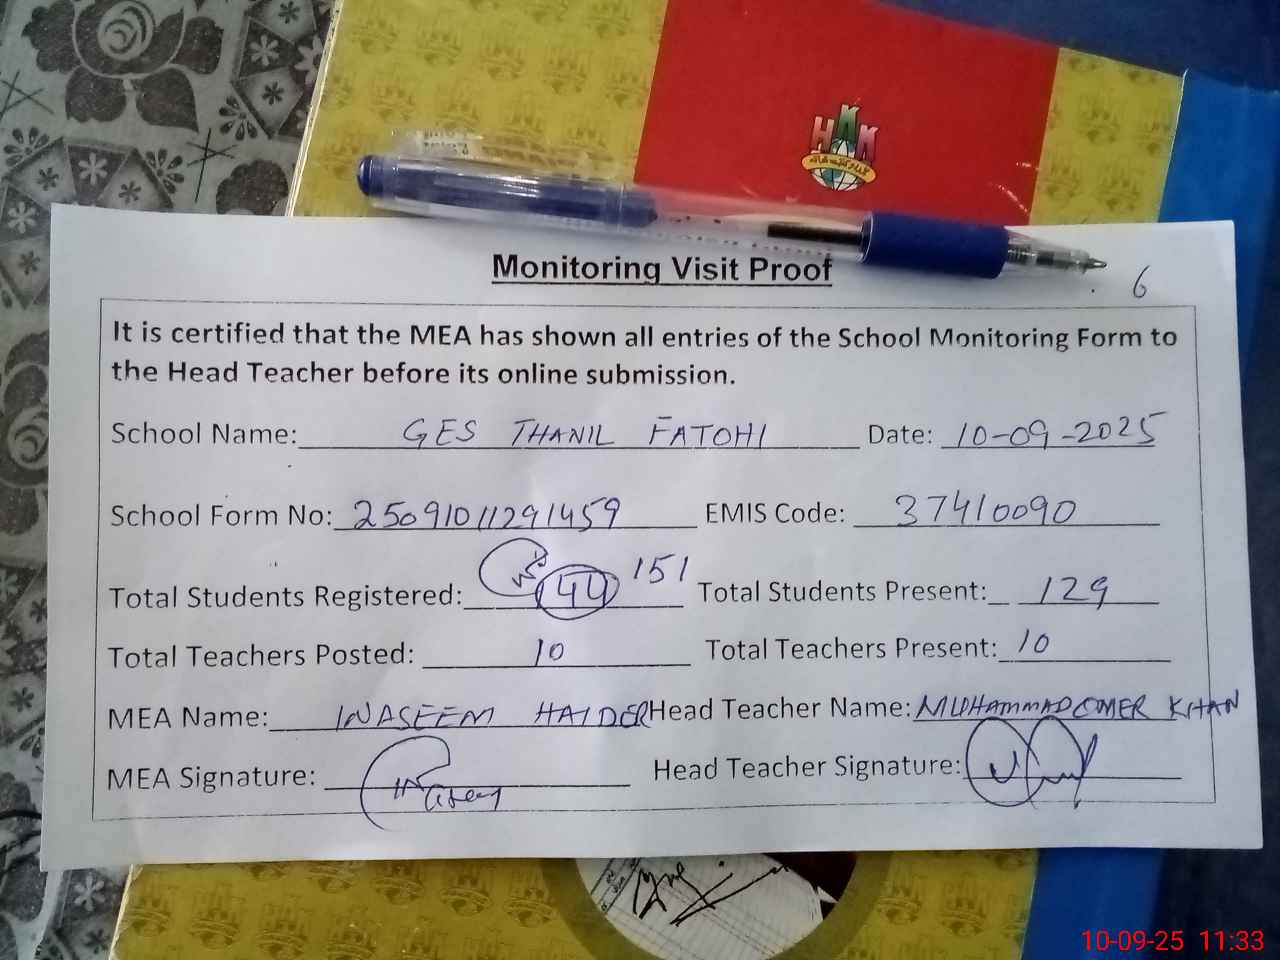 HAK
Monitoring Visit Proof
6
It is certified that the MEA has shown all entries of the School Monitoring Form to
the Head Teacher before its online submission.
School Name: GES THANIL FATOHI Date: 10-09-2025
School Form No: 25091011291459 EMIS Code: 37410090
Total Students Registered: 144 151 Total Students Present: 129
Total Teachers Posted: 10 Total Teachers Present: 10
MEA Name: WASEEM HAIDER Head Teacher Name: MUHAMMAD OMER KHAN
MEA Signature: Head Teacher Signature:
10-09-25 11:33